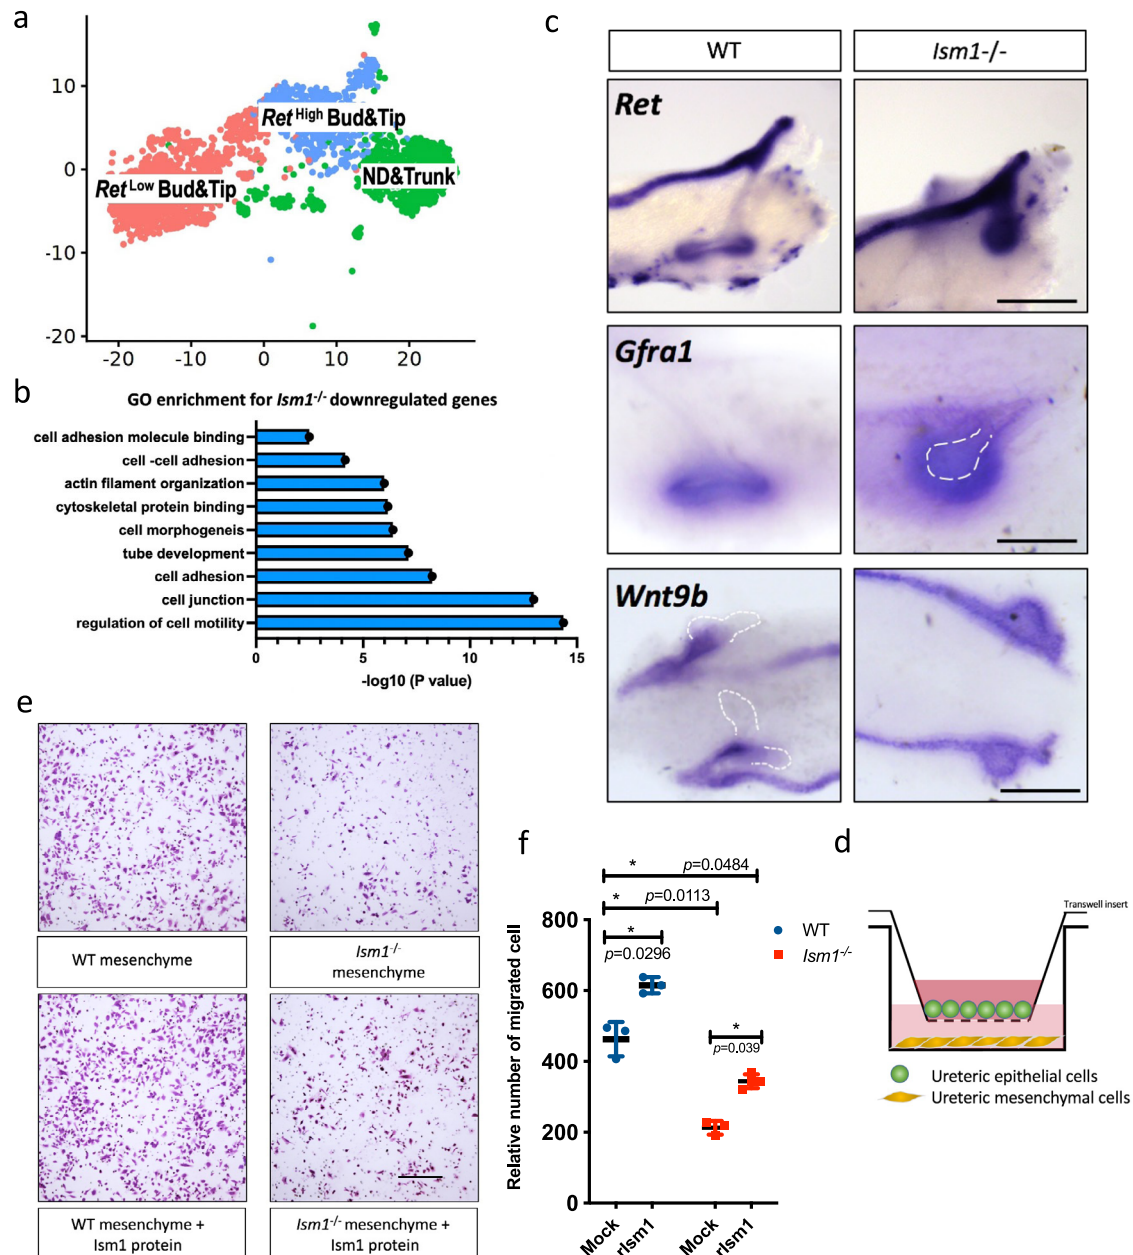 a
10
0
-10
-20
-20
-10
0
10
20
Ret High Bud&Tip
Ret Low Bud&Tip
ND&Trunk
b
GO enrichment for Ism1-/- downregulated genes
cell adhesion molecule binding
cell -cell adhesion
actin filament organization
cytoskeletal protein binding
cell morphogeneis
tube development
cell adhesion
cell junction
regulation of cell motility
0
5
10
15
-log10 (P value)
c
WT
Ism1-/-
Ret
Gfra1
Wnt9b
e
WT mesenchyme
Ism1-/-
mesenchyme
WT mesenchyme +
Ism1 protein
Ism1-/- mesenchyme +
Ism1 protein
f
* p=0.0484
* p=0.0113
*
p=0.0296
*
p=0.039
WT
Ism1-/-
Relative number of migrated cell
800
600
400
200
0
Mock
rIsm1
Mock
rIsm1
d
Transwell insert
Ureteric epithelial cells
Ureteric mesenchymal cells